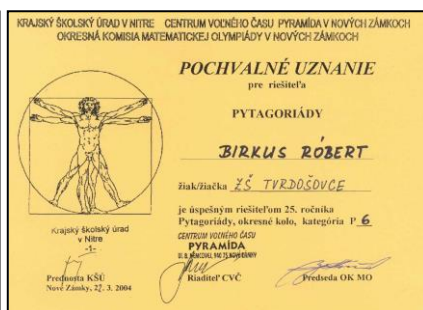 KRAJSKÝ ŠKOLSKÝ ÚRAD V NITRE CENTRUM VOĽNÉHO ČASU PYRAMÍDA V NOVÝCH ZÁMKOCH
OKRESNÁ KOMISIA MATEMATICKEJ OLYMPIÁDY V NOVÝCH ZÁMKOCH
POCHVALNÉ UZNANIE
pre riešiteľa
PYTAGORIÁDY
BIRKUS RÓBERT
žiak/žiačka ZŠ TVRDOŠOVCE
je úspešným riešiteľom 25. ročníka
Pytagoriády, okresné kolo, kategória P 6
Krajský školský úrad
v Nitre
-1-
CENTRUM VOĽNÉHO ČASU
PYRAMÍDA
Prednosta KŠÚ
Nové Zámky, 22. 3. 2004
Riaditeľ CVČ
Predseda OK MO